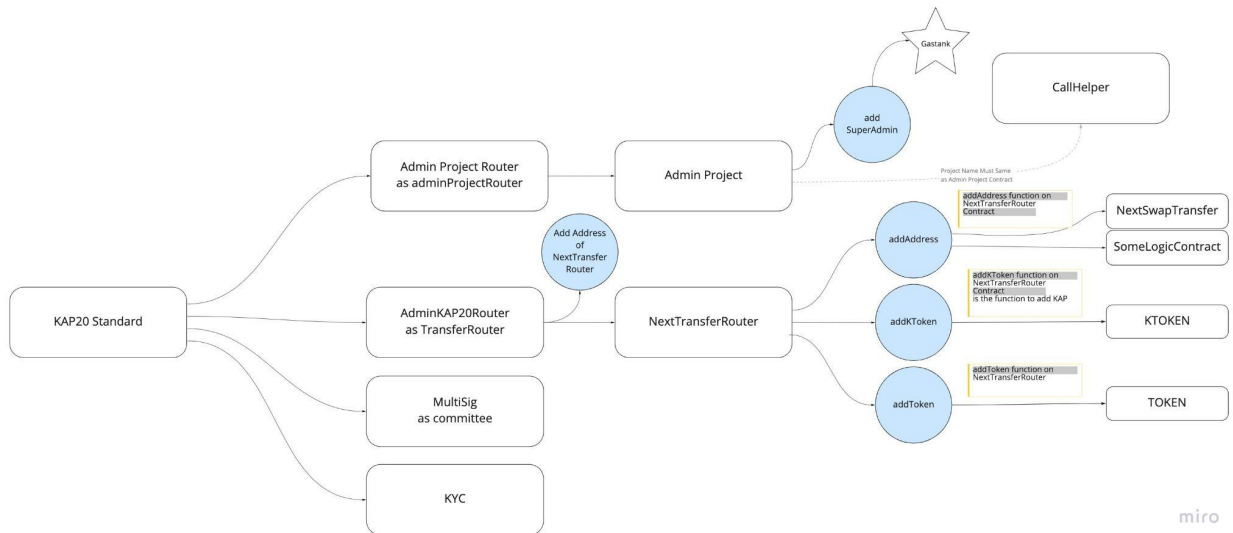 Gastank
CallHelper
add
SuperAdmin
Admin Project Router
as adminProjectRouter
Admin Project
Project Name Must Same
as Admin Project Contract
addAddress function on
NextTransferRouter
Contract
NextSwapTransfer
Add Address
of
NextTransfer
Router
addAddress
SomeLogicContract
addKToken function on
NextTransferRouter
Contract
is the function to add KAP
KAP20 Standard
AdminKAP20Router
as TransferRouter
NextTransferRouter
addKToken
KTOKEN
addToken function on
NextTransferRouter
MultiSig
as committee
addToken
TOKEN
KYC
miro